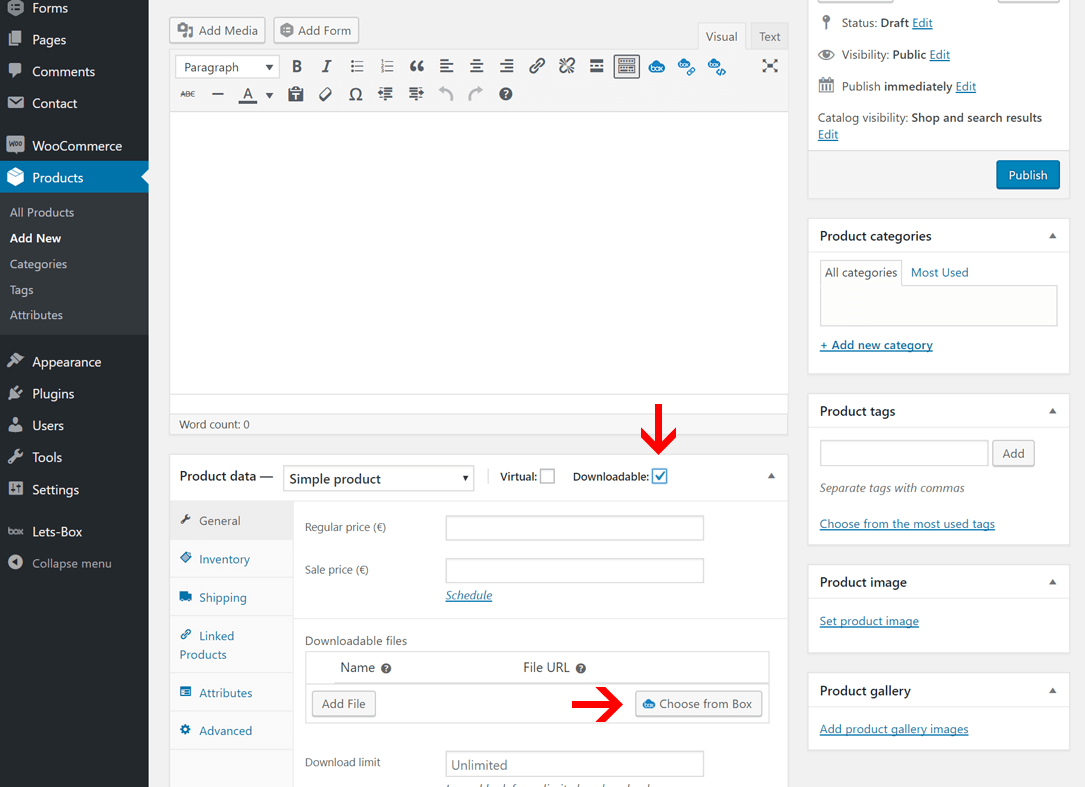 Forms
Pages
Comments
Contact
WooCommerce
Products
All Products
Add New
Categories
Tags
Attributes
Appearance
Plugins
Users
Tools
Settings
box Lets-Box
Collapse menu
Add Media Add Form
Visual Text
Paragraph B I
ABC A Ω
Word count: 0
Product data — Simple product Virtual: Downloadable:
General
Inventory
Shipping
Linked
Products
Attributes
Advanced
Regular price (€)
Sale price (€)
Schedule
Downloadable files
Name File URL
Add File Choose from Box
Download limit Unlimited
Status: Draft Edit
Visibility: Public Edit
Publish immediately Edit
Catalog visibility: Shop and search results
Edit
Publish
Product categories
All categories Most Used
+ Add new category
Product tags
Add
Separate tags with commas
Choose from the most used tags
Product image
Set product image
Product gallery
Add product gallery images